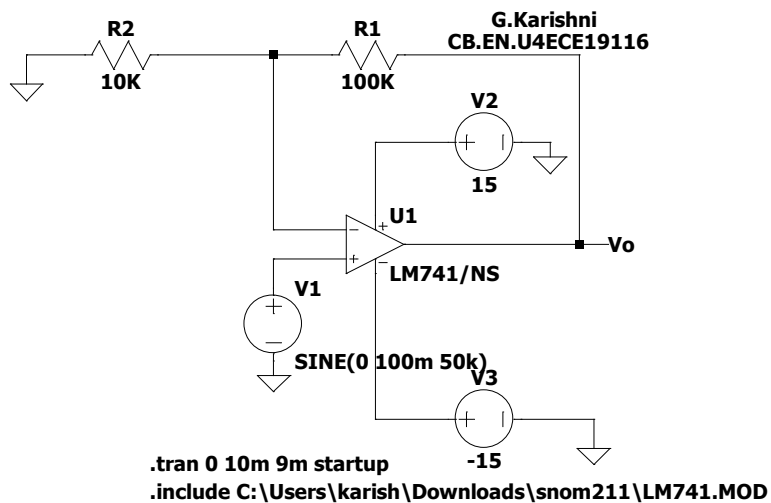 G.Karishni
CB.EN.U4ECE19116
R2
10K
R1
100K
V2
15
U1
LM741/NS
Vo
V1
SINE(0 100m 50k)
V3
-15
.tran 0 10m 9m startup
.include C:\Users\karish\Downloads\snom211\LM741.MOD